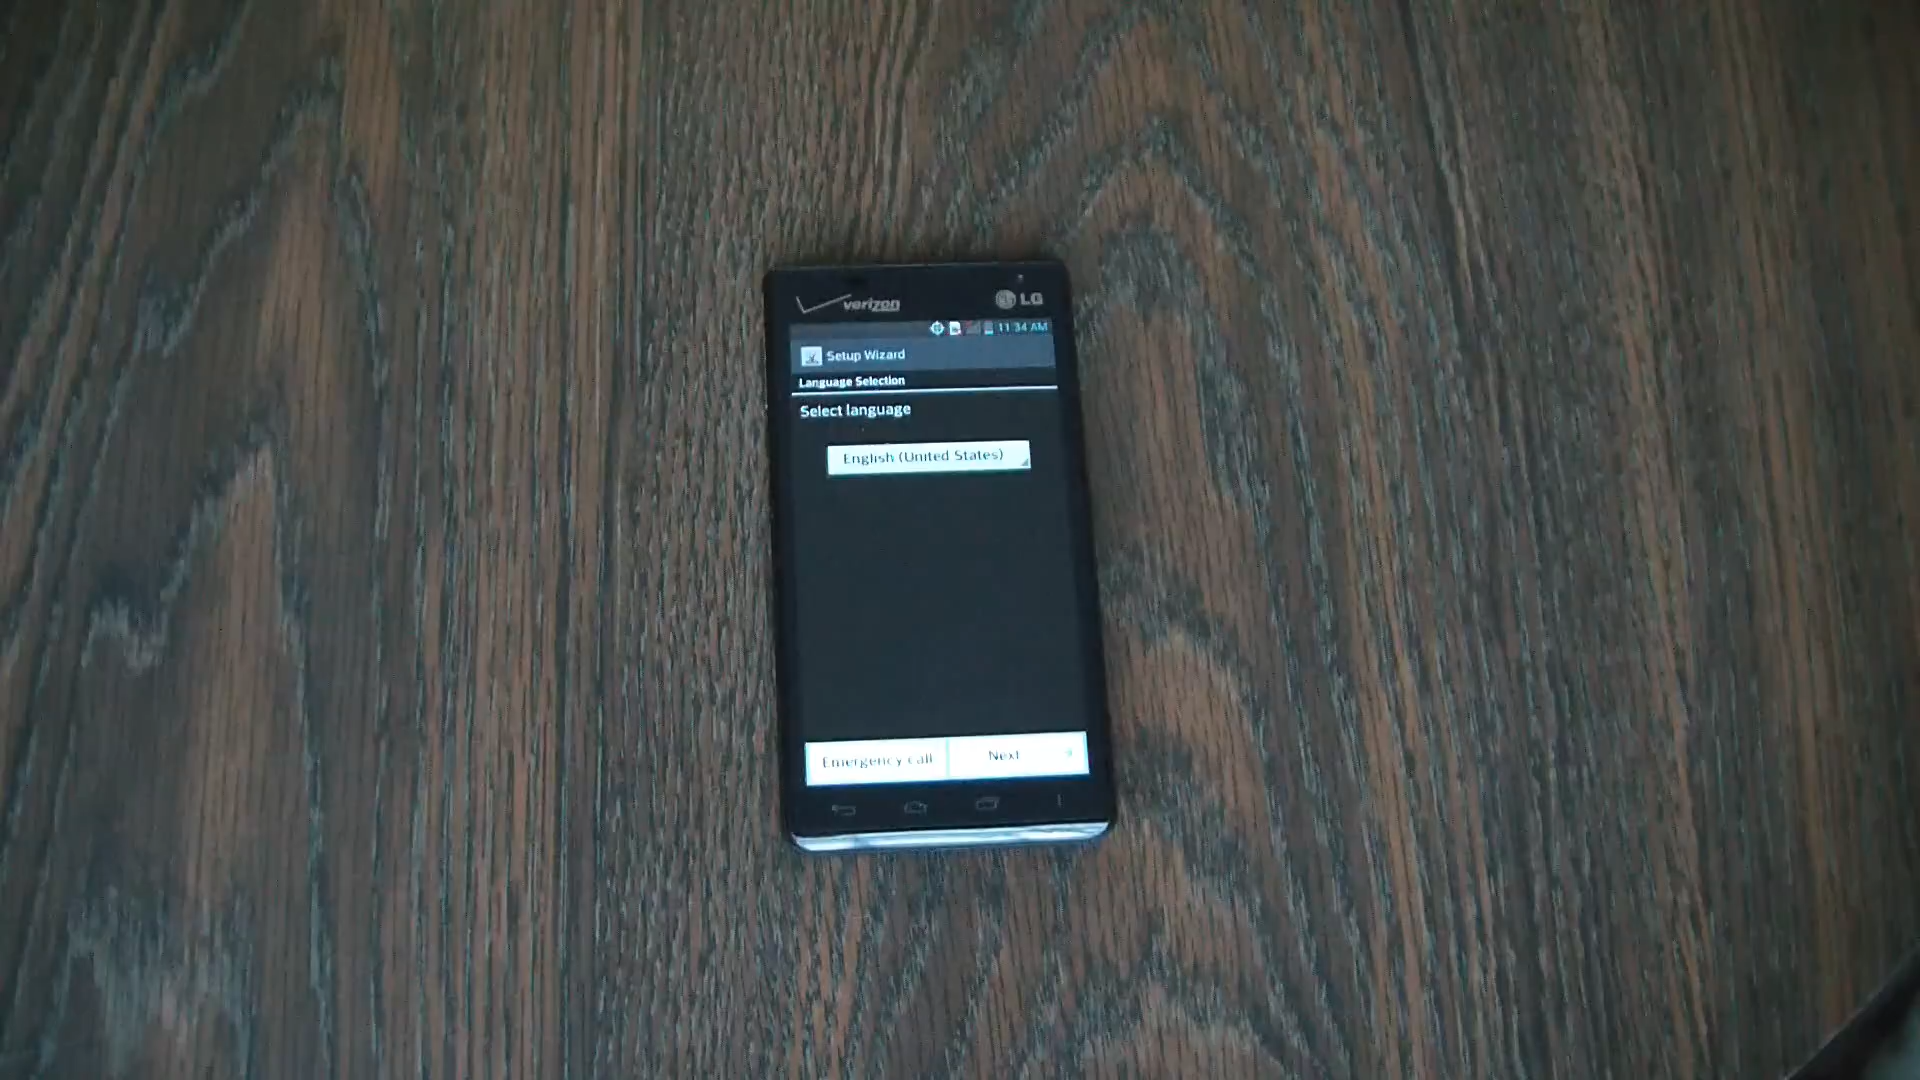 verizon
LG
11:34 AM
Setup Wizard
Language Selection
Select language
English (United States)
Emergency call
Next